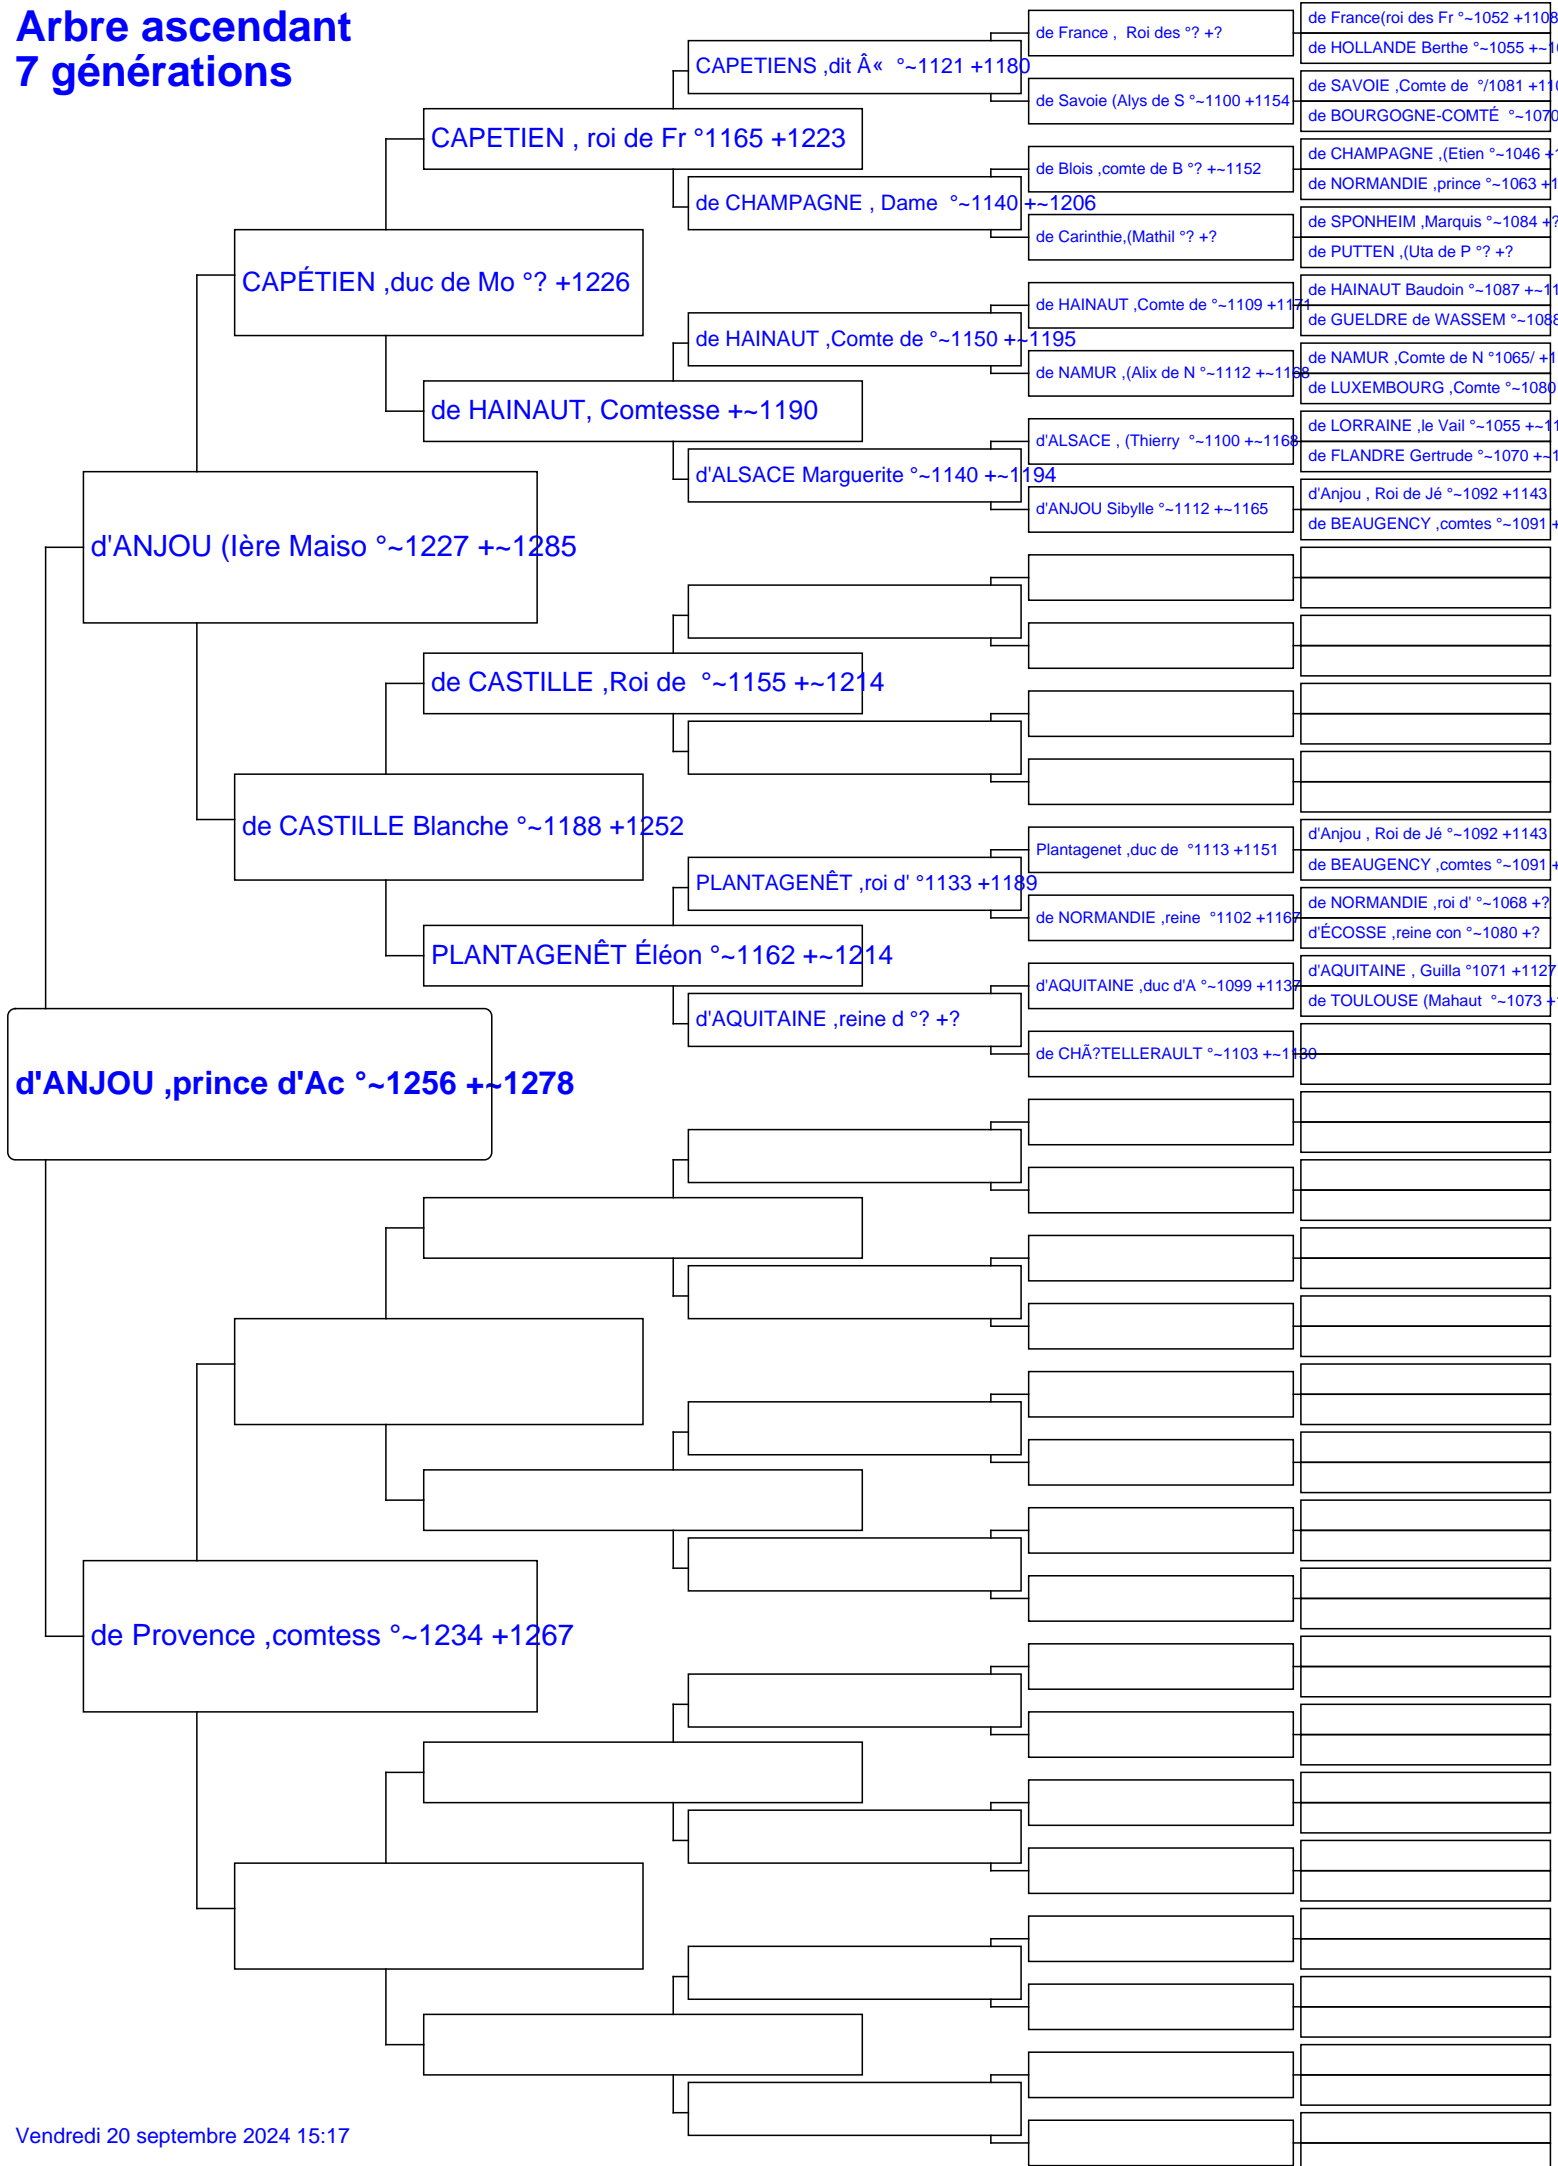 Arbre ascendant
7 générations
de France(roi des Fr °~1052 +1108
de France , Roi des °? +?
de HOLLANDE Berthe °~1055 +~1
CAPETIENS ,dit Â« °~1121 +1180
de SAVOIE ,Comte de °/1081 +11
de Savoie (Alys de S °~1100 +1154
de BOURGOGNE-COMTÉ °~1070
CAPETIEN , roi de Fr °1165 +1223
de CHAMPAGNE ,(Etien °~1046 +1
de Blois ,comte de B °? +~1152
de NORMANDIE ,prince °~1063 +1
de CHAMPAGNE , Dame °~1140 +~1206
de SPONHEIM ,Marquis °~1084 +?
de Carinthie,(Mathil °? +?
de PUTTEN ,(Uta de P °? +?
CAPÉTIEN ,duc de Mo °? +1226
de HAINAUT Baudoin °~1087 +~11
de HAINAUT ,Comte de °~1109 +1171
de GUELDRE de WASSEM °~1088
de HAINAUT ,Comte de °~1150 +~1195
de NAMUR ,Comte de N °1065/ +1
de NAMUR ,(Alix de N °~1112 +~1168
de LUXEMBOURG ,Comte °~1080
de HAINAUT, Comtesse +~1190
de LORRAINE ,le Vail °~1055 +~11
d'ALSACE , (Thierry °~1100 +~1168
de FLANDRE Gertrude °~1070 +~1
d'ALSACE Marguerite °~1140 +~1194
d'Anjou , Roi de Jé °~1092 +1143
d'ANJOU Sibylle °~1112 +~1165
de BEAUGENCY ,comtes °~1091 +
d'ANJOU (Ière Maiso °~1227 +~1285
de CASTILLE ,Roi de °~1155 +~1214
de CASTILLE Blanche °~1188 +1252
d'Anjou , Roi de Jé °~1092 +1143
Plantagenet ,duc de °1113 +1151
de BEAUGENCY ,comtes °~1091 +
PLANTAGENÊT ,roi d' °1133 +1189
de NORMANDIE ,roi d' °~1068 +?
de NORMANDIE ,reine °1102 +1167
d'ÉCOSSE ,reine con °~1080 +?
PLANTAGENÊT Éléon °~1162 +~1214
d'AQUITAINE , Guilla °1071 +1127
d'AQUITAINE ,duc d'A °~1099 +1137
de TOULOUSE (Mahaut °~1073 +
d'AQUITAINE ,reine d °? +?
de CHÃ?TELLERAULT °~1103 +~1130
d'ANJOU ,prince d'Ac °~1256 +~1278
de Provence ,comtess °~1234 +1267
Vendredi 20 septembre 2024 15:17